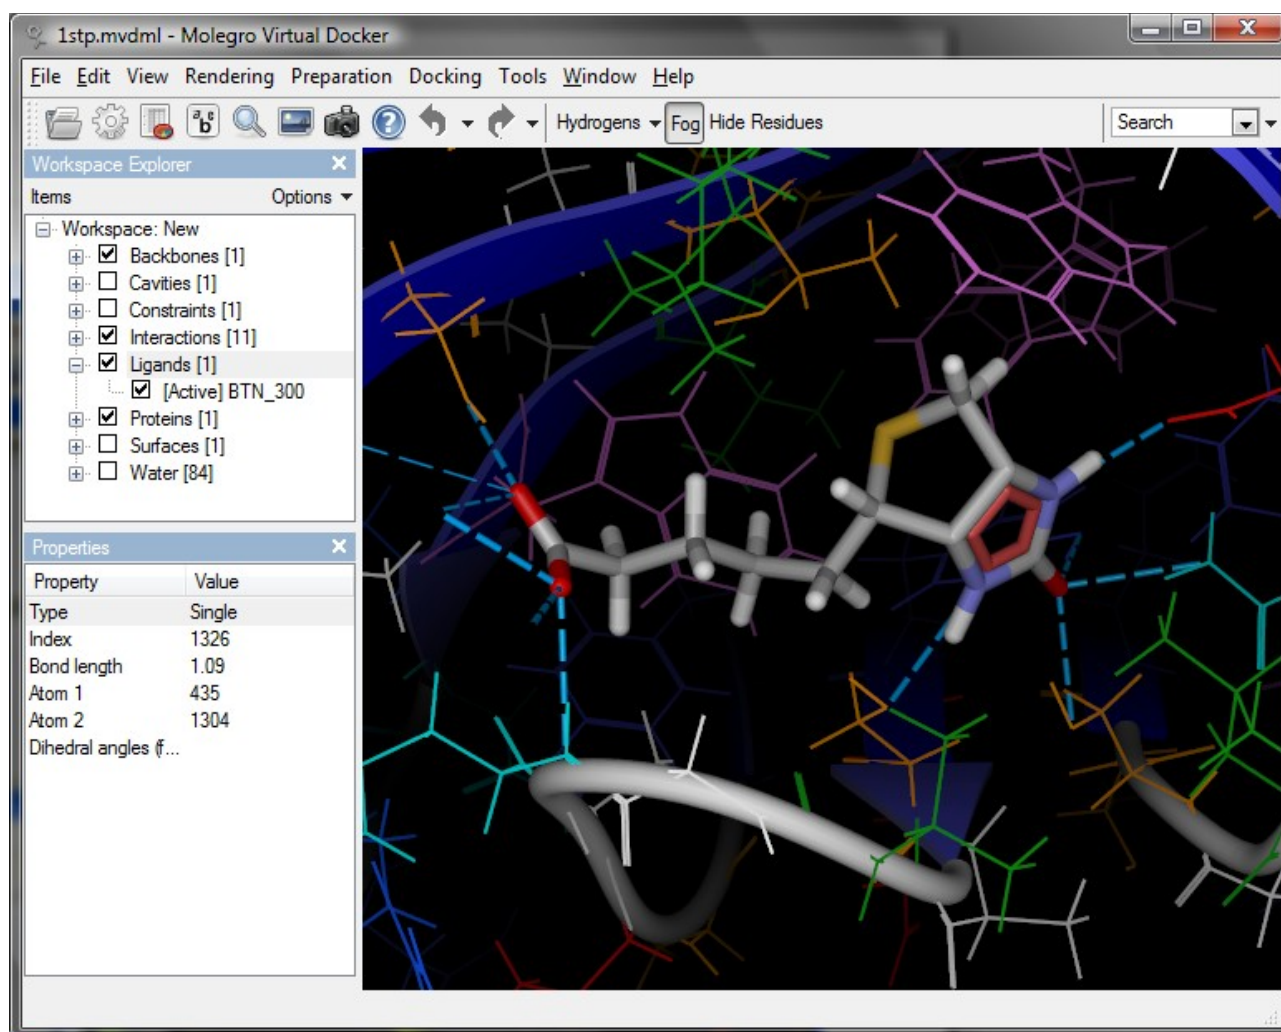 1stp.mvdml - Molegro Virtual Docker
File Edit View Rendering Preparation Docking Tools Window Help
Hydrogens Fog Hide Residues Search
Workspace Explorer
Items Options
Workspace: New
Backbones [1]
Cavities [1]
Constraints [1]
Interactions [11]
Ligands [1]
[Active] BTN_300
Proteins [1]
Surfaces [1]
Water [84]
Properties
Property Value
Type Single
Index 1326
Bond length 1.09
Atom 1 435
Atom 2 1304
Dihedral angles (f...